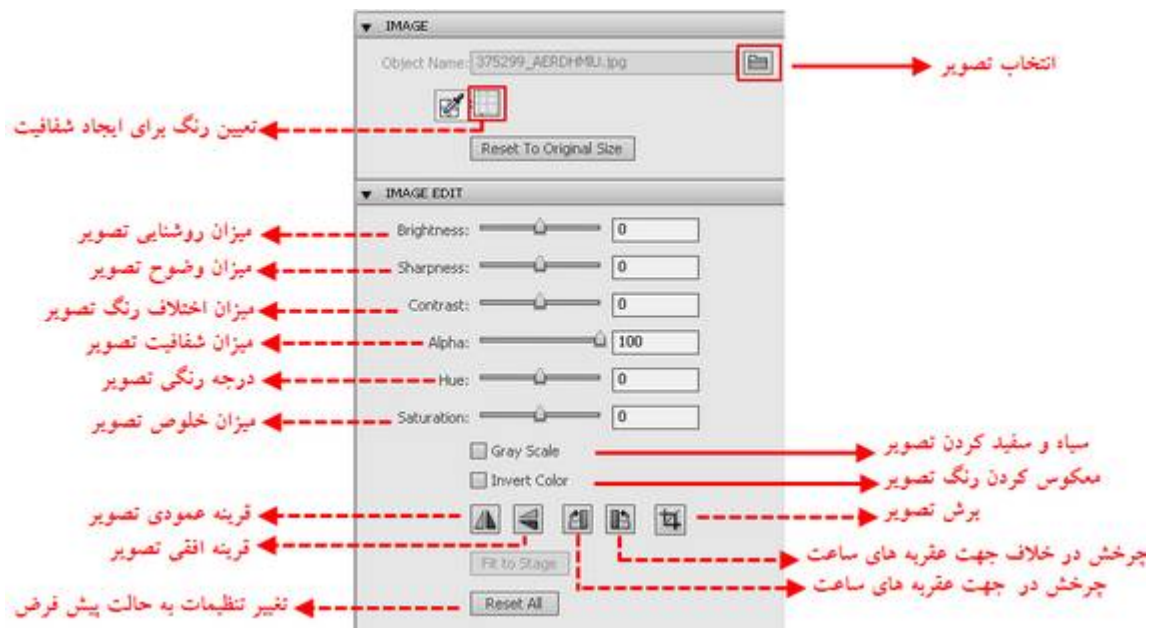 IMAGE
Object Name: 375299_AERDHMIU.jpg
انتخاب تصویر
تعیین رنگ برای ایجاد شفافیت
Reset To Original Size
IMAGE EDIT
میزان روشنایی تصویر
Brightness: 0
میزان وضوح تصویر
Sharpness: 0
میزان اختلاف رنگ تصویر
Contrast: 0
میزان شفافیت تصویر
Alpha: 100
درجه رنگی تصویر
Hue: 0
میزان خلوص تصویر
Saturation: 0
Gray Scale
سیاه و سفید کردن تصویر
Invert Color
معکوس کردن رنگ تصویر
قرینه عمودی تصویر
برش تصویر
قرینه افقی تصویر
Fit to Stage
چرخش در خلاف جهت عقربه های ساعت
چرخش در جهت عقربه های ساعت
تغییر تنظیمات به حالت پیش فرض
Reset All